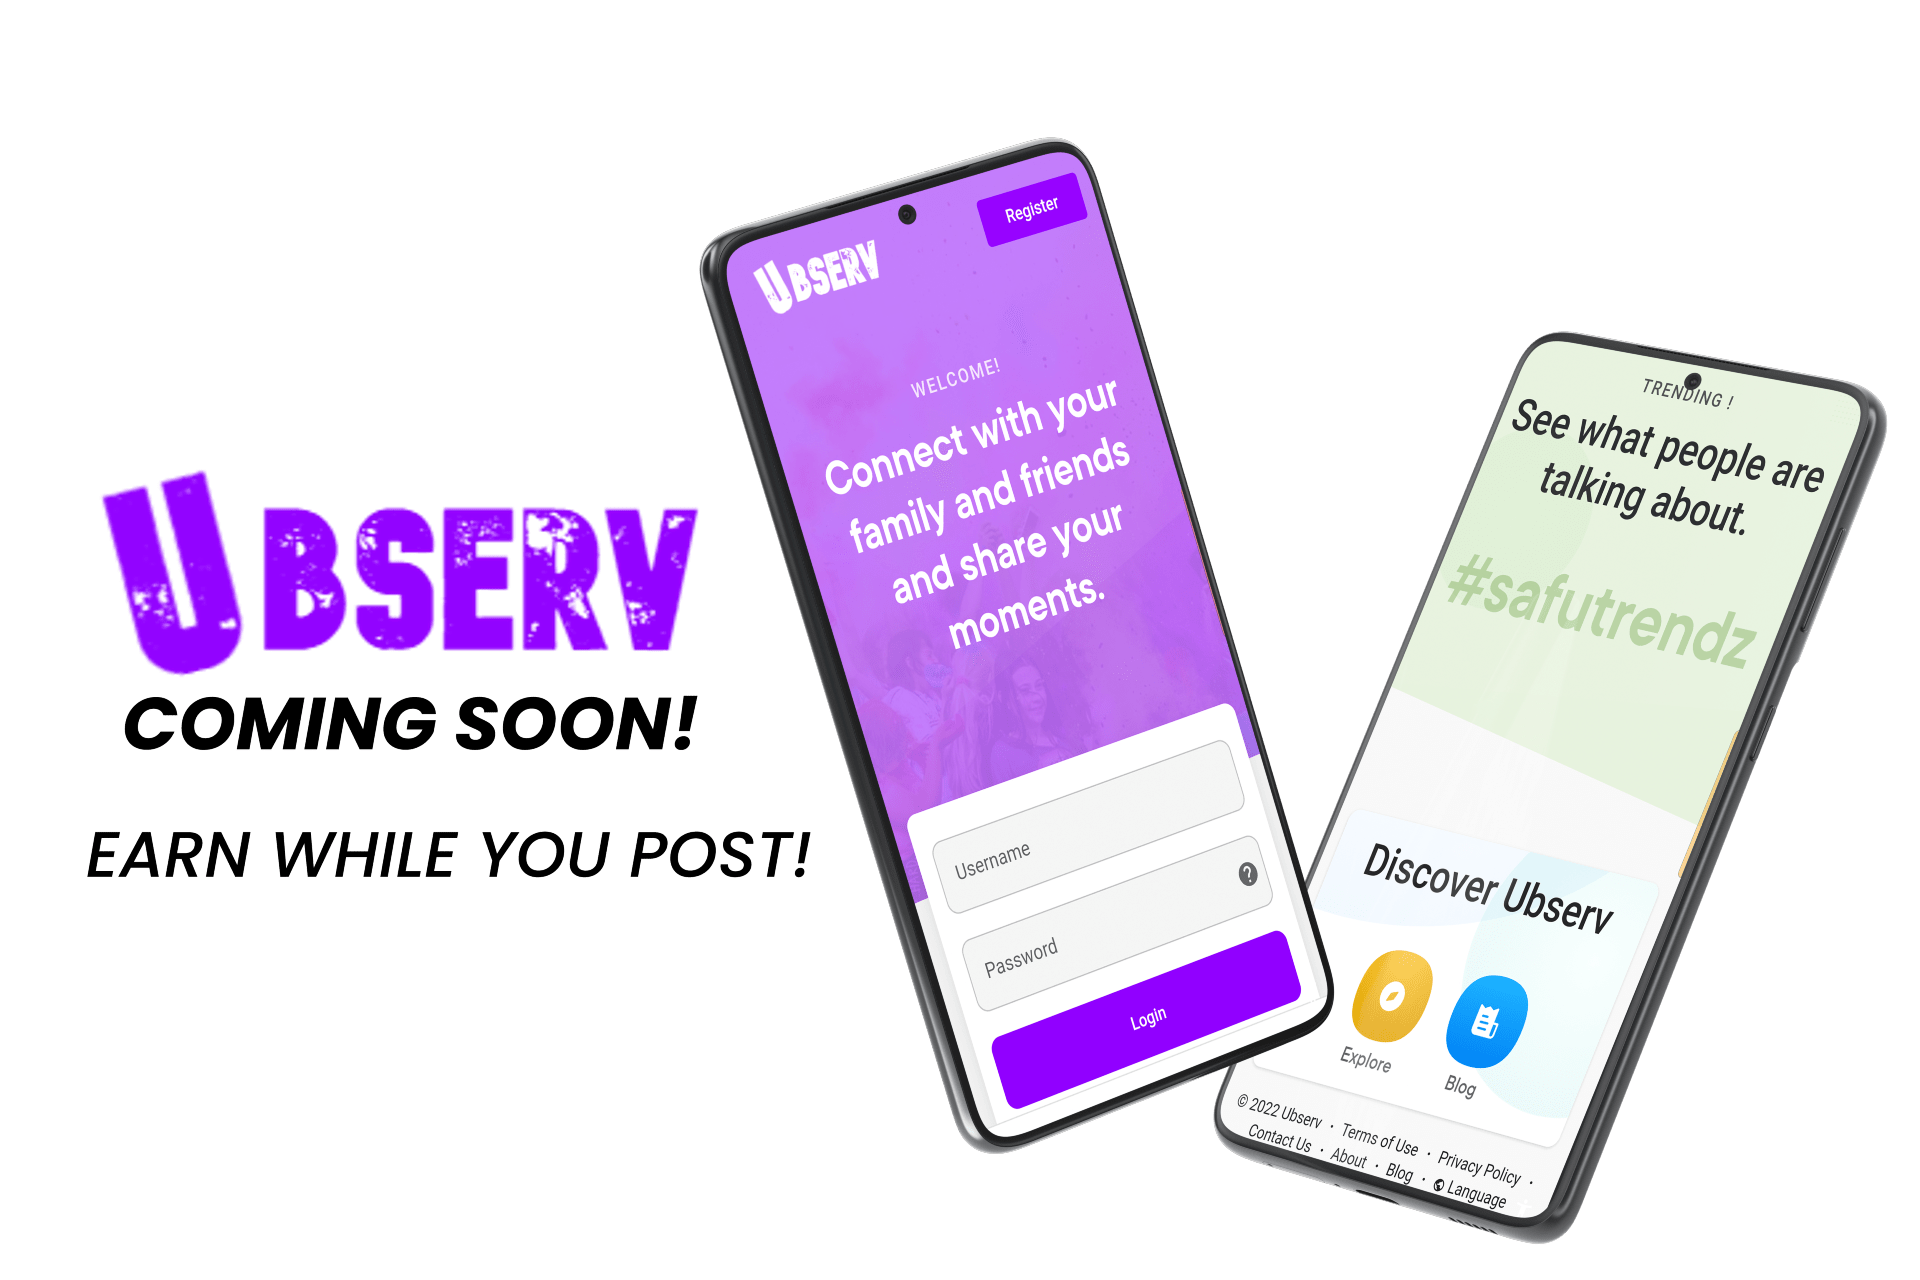 UBSERV
COMING SOON!
EARN WHILE YOU POST!
Register
UBSERV
WELCOME!
Connect with your
family and friends
and share your
moments.
Username
Password
?
Login
TRENDING !
See what people are
talking about.
#safutrendz
Discover Ubserv
Explore
Blog
© 2022 Ubserv · Terms of Use · Privacy Policy ·
Contact Us · About · Blog · Language